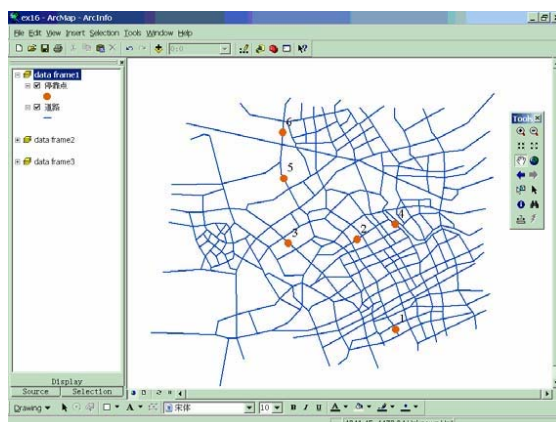 ex16 - ArcMap - ArcInfo
File Edit View Insert Selection Tools Window Help
data frame1
停靠点
道路
data frame2
data frame3
Display
Source Selection
6
5
4
2
3
1
Tools
Drawing
宋体
10
B I U A